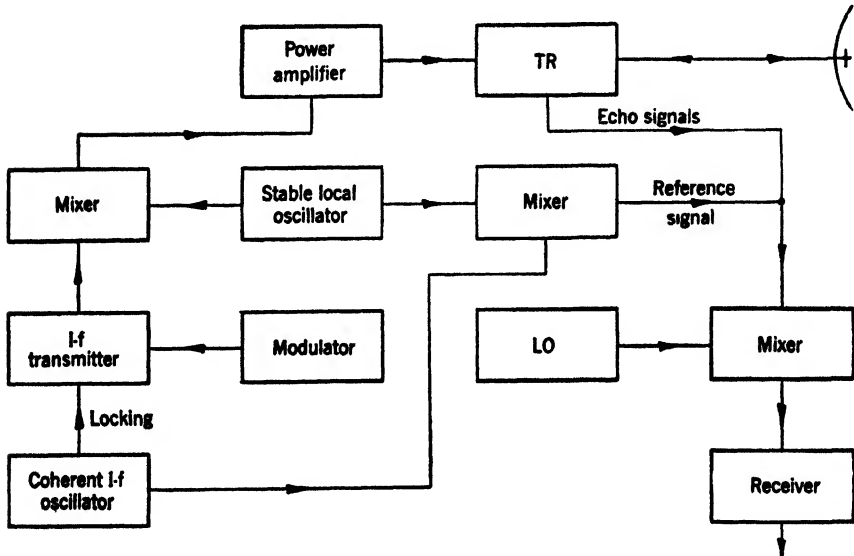 Power
amplifier
TR
Echo signals
Mixer
Stable local
oscillator
Mixer
Reference
signal
I-f
transmitter
Modulator
LO
Mixer
Locking
Coherent I-f
oscillator
Receiver